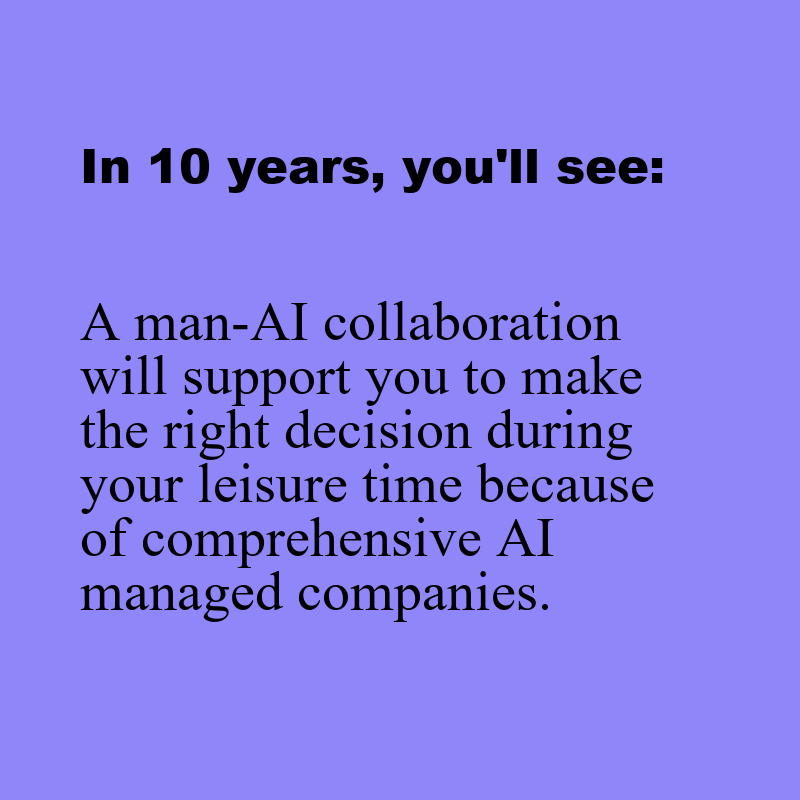 In 10 years, you'll see:
A man-AI collaboration
will support you to make
the right decision during
your leisure time because
of comprehensive AI
managed companies.